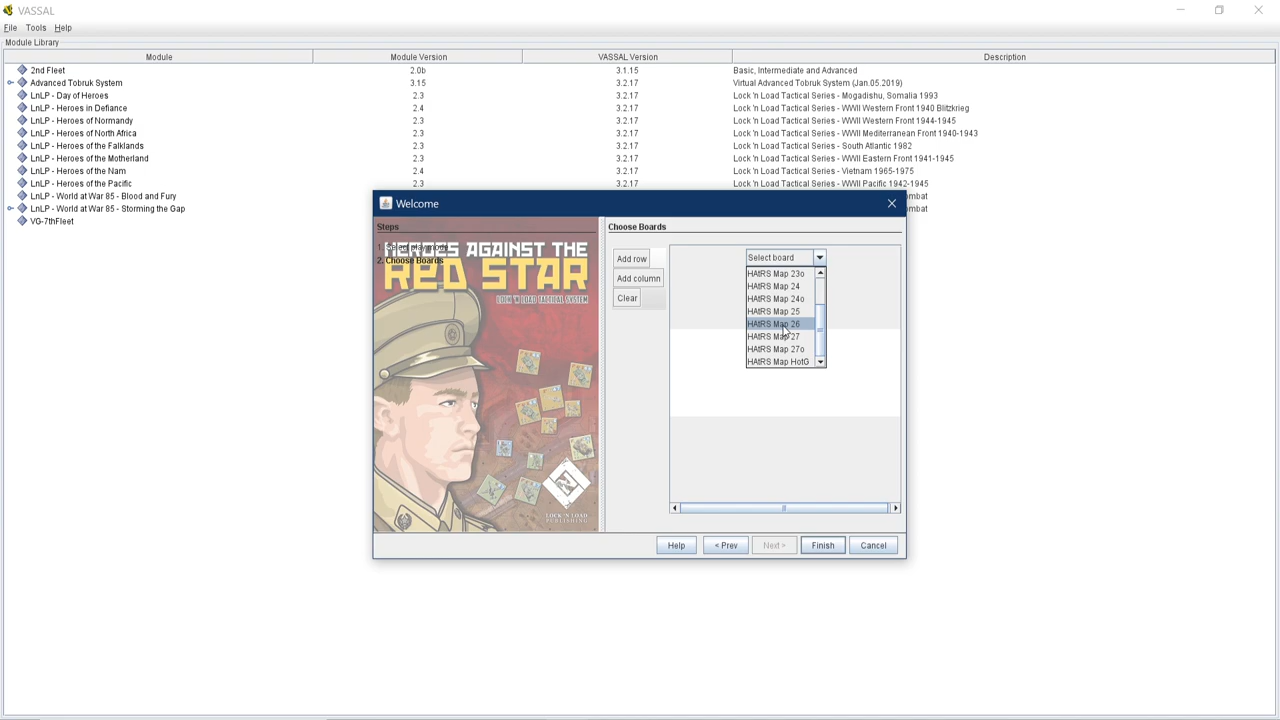 VASSAL
File Tools Help
Module Library
Module Module Version VASSAL Version Description
2nd Fleet 2.0b 3.1.15 Basic, Intermediate and Advanced
Advanced Tobruk System 3.15 3.2.17 Virtual Advanced Tobruk System (Jan.05.2019)
LnLP - Day of Heroes 2.3 3.2.17 Lock 'n Load Tactical Series - Mogadishu, Somalia 1993
LnLP - Heroes in Defiance 2.4 3.2.17 Lock 'n Load Tactical Series - WWII Western Front 1940 Blitzkrieg
LnLP - Heroes of Normandy 2.3 3.2.17 Lock 'n Load Tactical Series - WWII Western Front 1944-1945
LnLP - Heroes of North Africa 2.3 3.2.17 Lock 'n Load Tactical Series - WWII Mediterranean Front 1940-1943
LnLP - Heroes of the Falklands 2.3 3.2.17 Lock 'n Load Tactical Series - South Atlantic 1982
LnLP - Heroes of the Motherland 2.3 3.2.17 Lock 'n Load Tactical Series - WWII Eastern Front 1941-1945
LnLP - Heroes of the Nam 2.4 3.2.17 Lock 'n Load Tactical Series - Vietnam 1965-1975
LnLP - Heroes of the Pacific 2.3 3.2.17 Lock 'n Load Tactical Series - WWII Pacific 1942-1945
LnLP - World at War 85 - Blood and Fury ombat
LnLP - World at War 85 - Storming the Gap ombat
VG-7thFleet
Welcome
Steps
1. Select play mode
2. Choose Boards
HEROES AGAINST THE
RED STAR
LOCK 'N LOAD TACTICAL SYSTEM
LOCK 'N LOAD
PUBLISHING
Choose Boards
Add row
Add column
Clear
Select board
HAtRS Map 23o
HAtRS Map 24
HAtRS Map 24o
HAtRS Map 25
HAtRS Map 26
HAtRS Map 27
HAtRS Map 27o
HAtRS Map HotG
Help < Prev Next > Finish Cancel